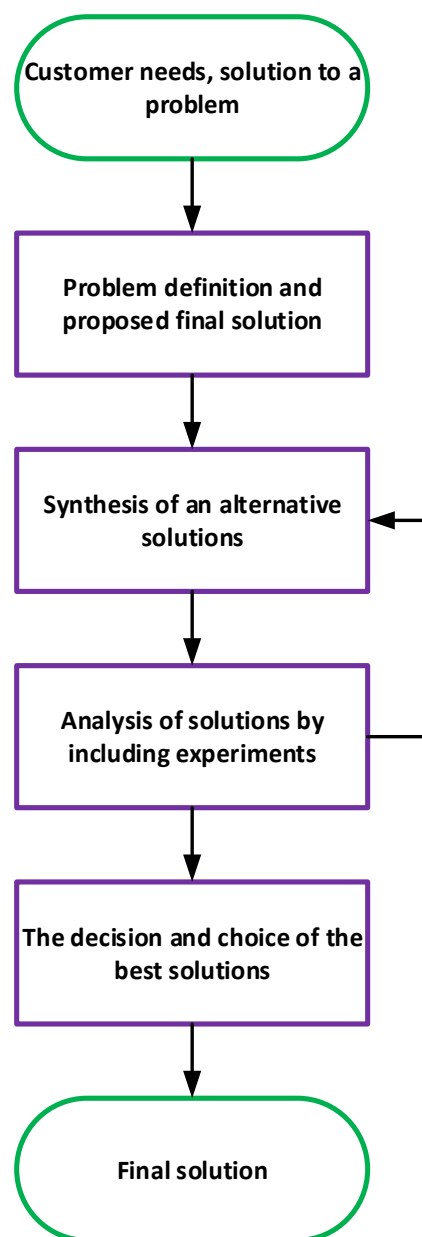 Customer needs, solution to a
problem
Problem definition and
proposed final solution
Synthesis of an alternative
solutions
Analysis of solutions by
including experiments
The decision and choice of the
best solutions
Final solution